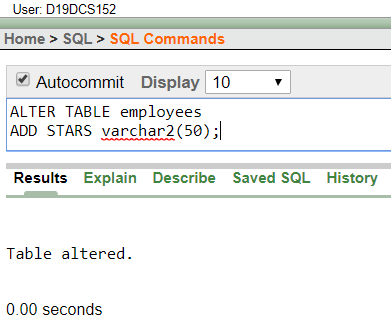 User: D19DCS152
Home > SQL > SQL Commands
Autocommit Display 10
ALTER TABLE employees
ADD STARS varchar2(50);
Results Explain Describe Saved SQL History
Table altered.
0.00 seconds